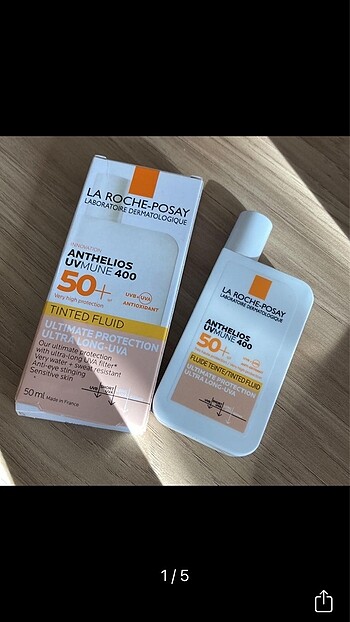 LA ROCHE-POSAY
LABORATOIRE DERMATOLOGIQUE
INNOVATION
ANTHELIOS
UVMUNE 400
50+
Very high protection
UVB+UVA
ANTIOXIDANT
TINTED FLUID
ULTIMATE PROTECTION
ULTRA LONG-UVA
Our ultimate protection
with ultra-long UVA filter*
Very water + sweat resistant
Anti-eye stinging
Sensitive skin
50 ml Made in France
LA ROCHE-POSAY
LABORATOIRE DERMATOLOGIQUE
ANTHELIOS
UVMUNE 400
50+
FLUIDE TEINTÉ/TINTED FLUID
ULTIMATE PROTECTION
ULTRA LONG-UVA
1/5